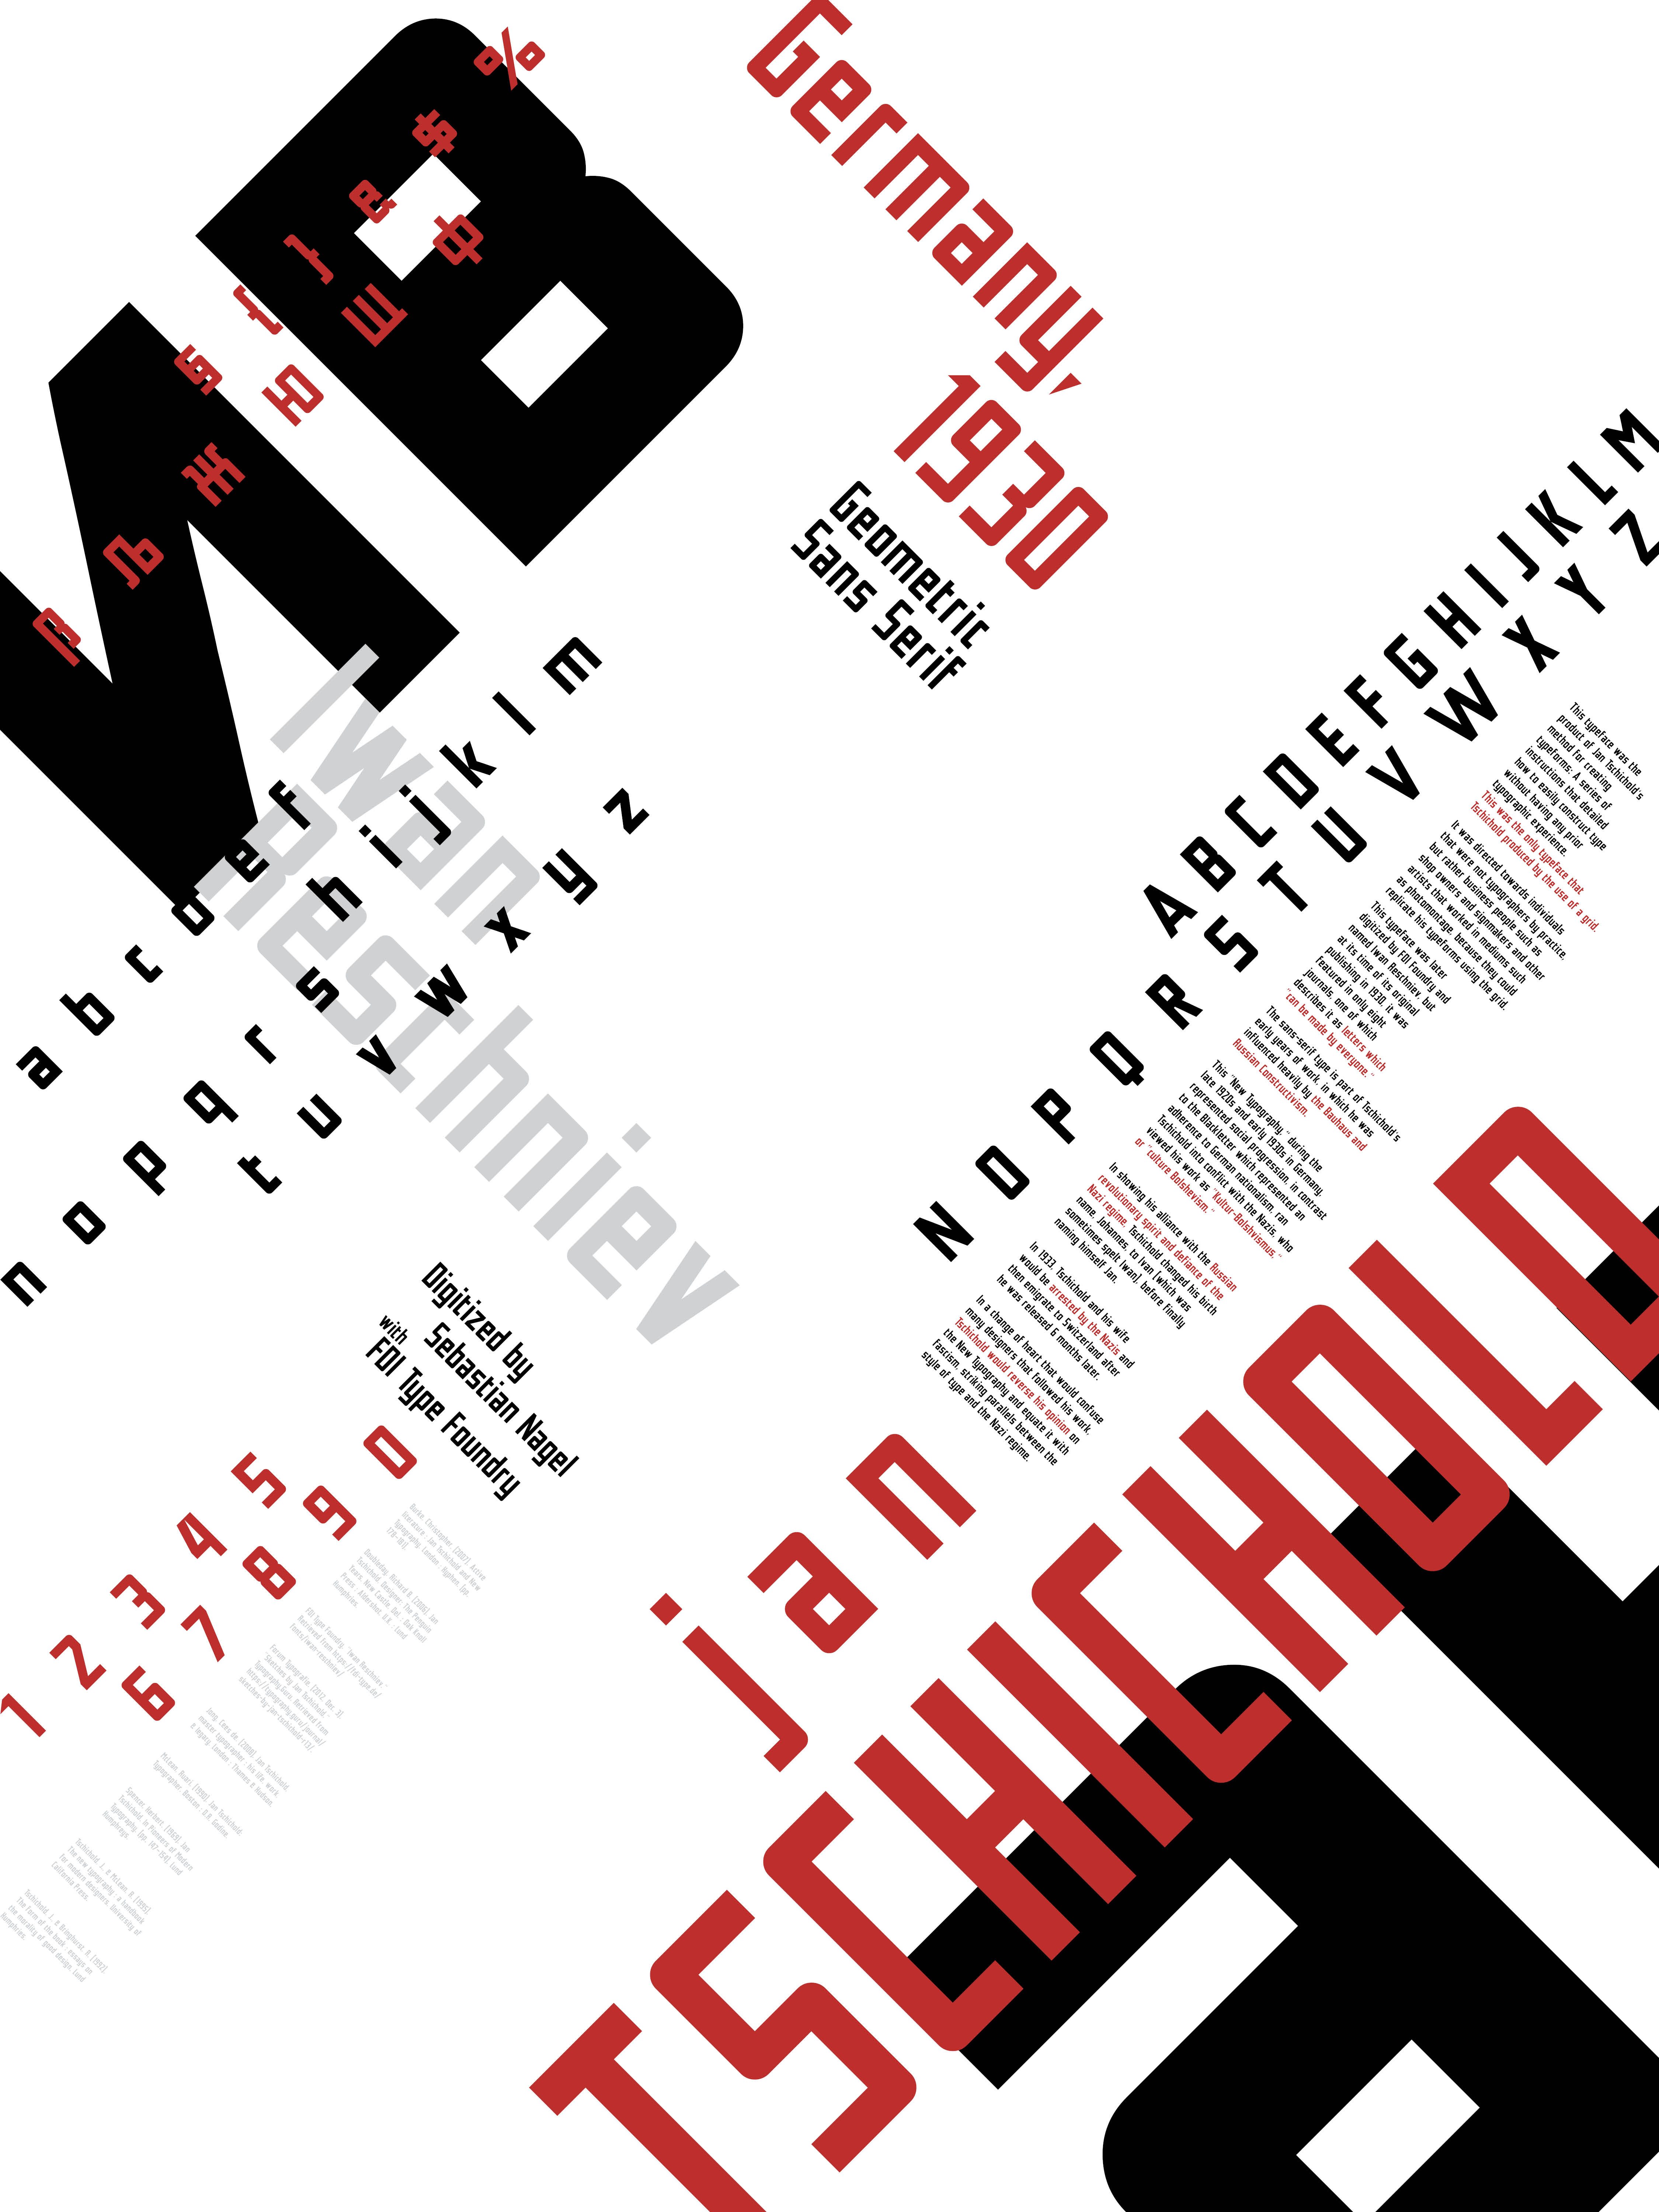 Germany,
1930
Geometric
Sans Serif
Iwan
Reschniev
a b c d e f h i j k l m
n o p q r s
t u v w x y z
Digitized by
Sebastian Nagel
with
FDI Type Foundry
A B C D E F G H I J K L M
N O P Q R S T U V W X Y Z
1 2 3 4 5
6 7 8 9 0
This typeface was the
product of Jan Tschichold's
method for creating
typeforms: A series of
instructions that detailed
how to easily construct type
without having any prior
typographic experience.
This was the only typeface that
Tschichold produced by the use of a grid.
It was directed towards individuals
that were not typographers by practice,
but rather business people such as
shop owners and signmakers and other
artists that worked in mediums such
as photomontage, because they could
replicate his typeforms using the grid.
This typeface was later
digitized by FDI Foundry and
named Iwan Reschniev, but
at its time of its original
publishing in 1930, it was
featured in only eight
journals, one of which
describes it as letters which
"can be made by everyone."
The sans-serif type is part of Tschichold's
early years of work, in which he was
influenced heavily by the Bauhaus and
Russian Constructivism.
This "New Typography," during the
late 1920s and early 1930s in Germany,
represented social progression, in contrast
to the Blackletter which represented an
adherence to German nationalism, ran
Tschichold into conflict with the Nazis, who
viewed his work as "Kultur-Bolshvismus,"
or "culture Bolshevism."
In showing his alliance with the Russian
revolutionary spirit and defiance of the
Nazi regime, Tschichold changed his birth
name, Johannes, to Ivan (which was
sometimes spelt Iwan), before finally
naming himself Jan.
In 1933, Tschichold and his wife
would be arrested by the Nazis and
then emigrate to Switzerland after
he was released 6 months later.
In a change of heart that would confuse
many designers that followed his work,
Tschichold would reverse his opinion on
the New Typography and equate it with
fascism, striking parallels between the
style of type and the Nazi regime.
jan
TSCHICHOLD